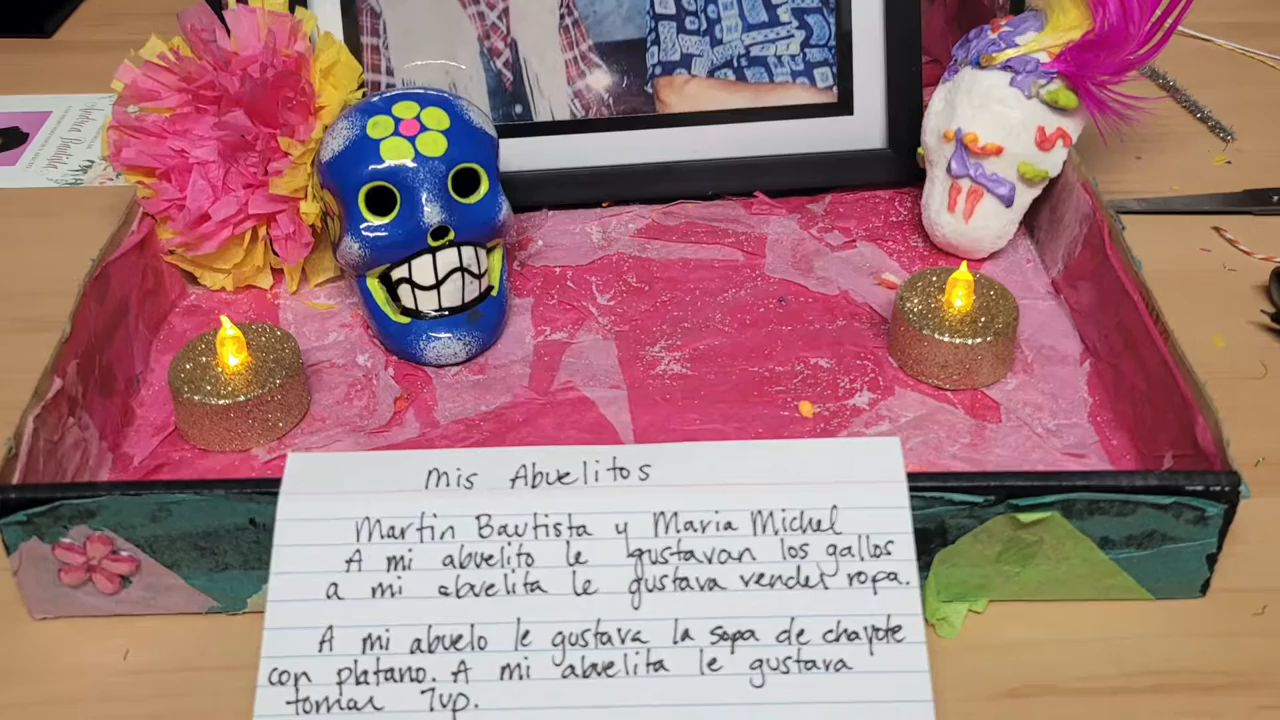 Bautista
Mis Abuelitos
Martin Bautista y Maria Michel
A mi abuelito le gustavan los gallos
a mi abuelita le gustava vender ropa.
A mi abuelo le gustava la sopa de chayote
con platano. A mi abuelita le gustava
tomar 7up.